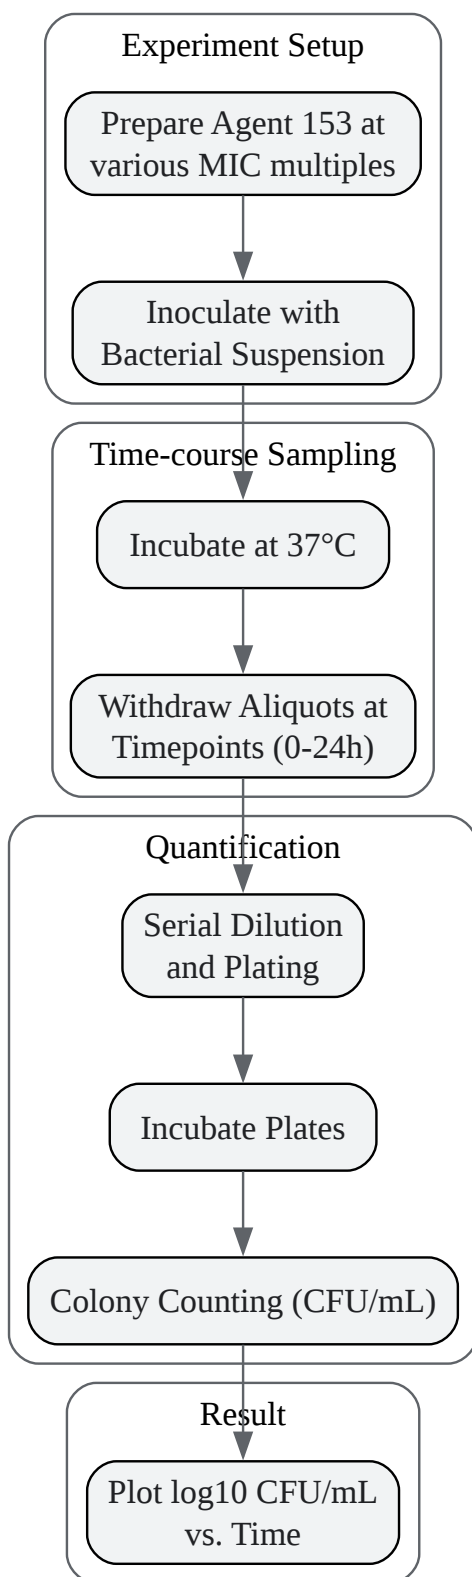 Experiment Setup
Prepare Agent 153 at
various MIC multiples
Inoculate with
Bacterial Suspension
Time-course Sampling
Incubate at 37°C
Withdraw Aliquots at
Timepoints (0-24h)
Quantification
Serial Dilution
and Plating
Incubate Plates
Colony Counting (CFU/mL)
Result
Plot log10 CFU/mL
vs. Time